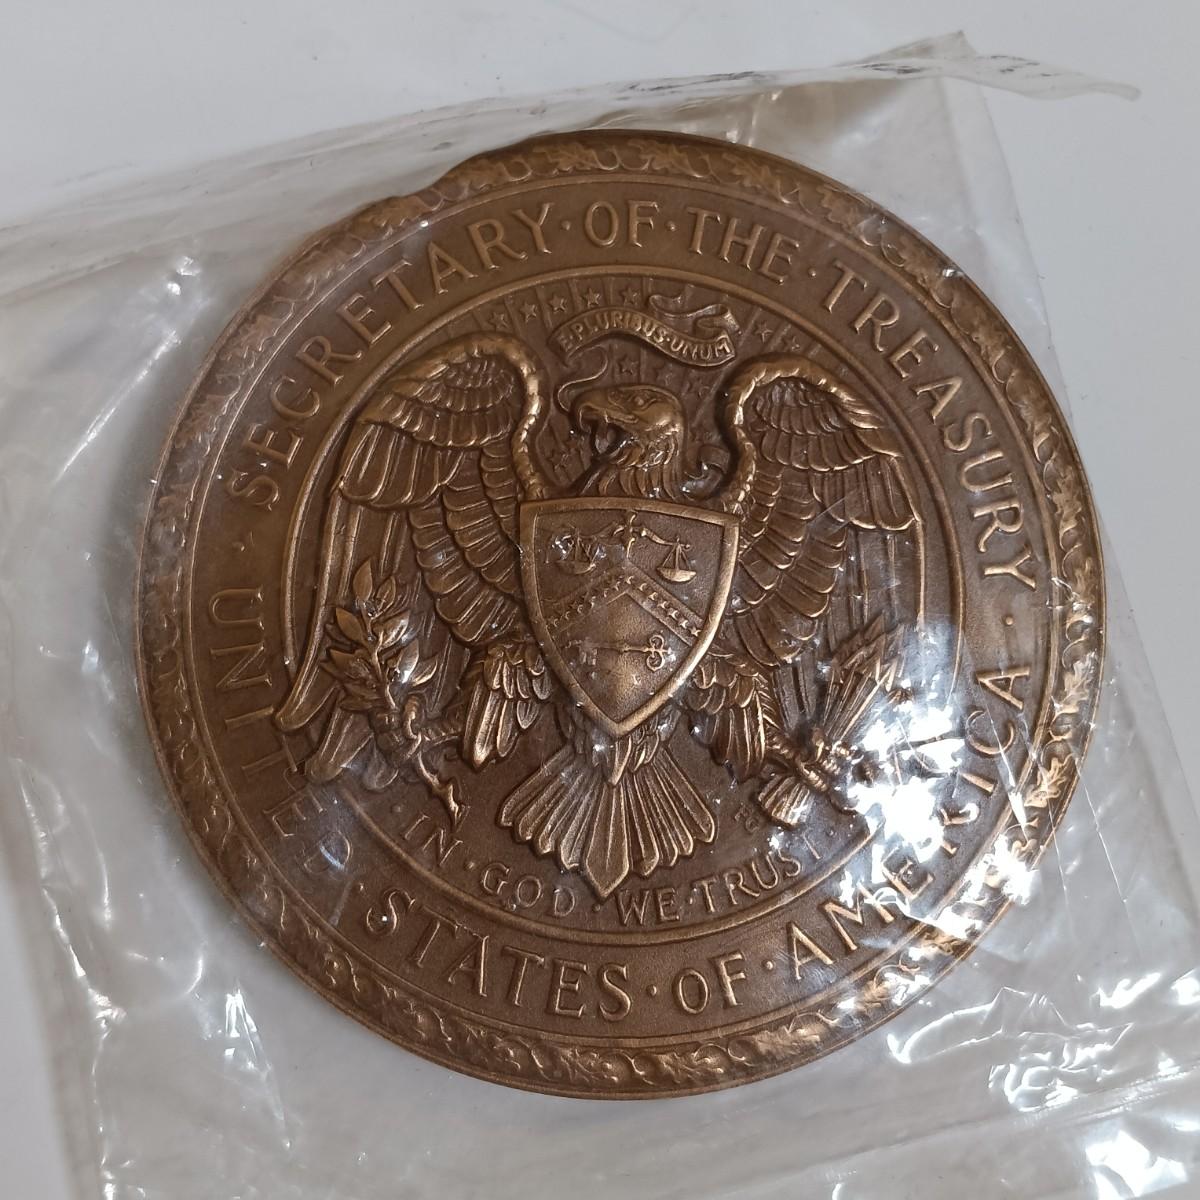 · SECRETARY · OF · THE · TREASURY ·
UNITED · STATES · OF · AMERICA
E·PLURIBUS·UNUM
· IN · GOD · WE · TRUST ·